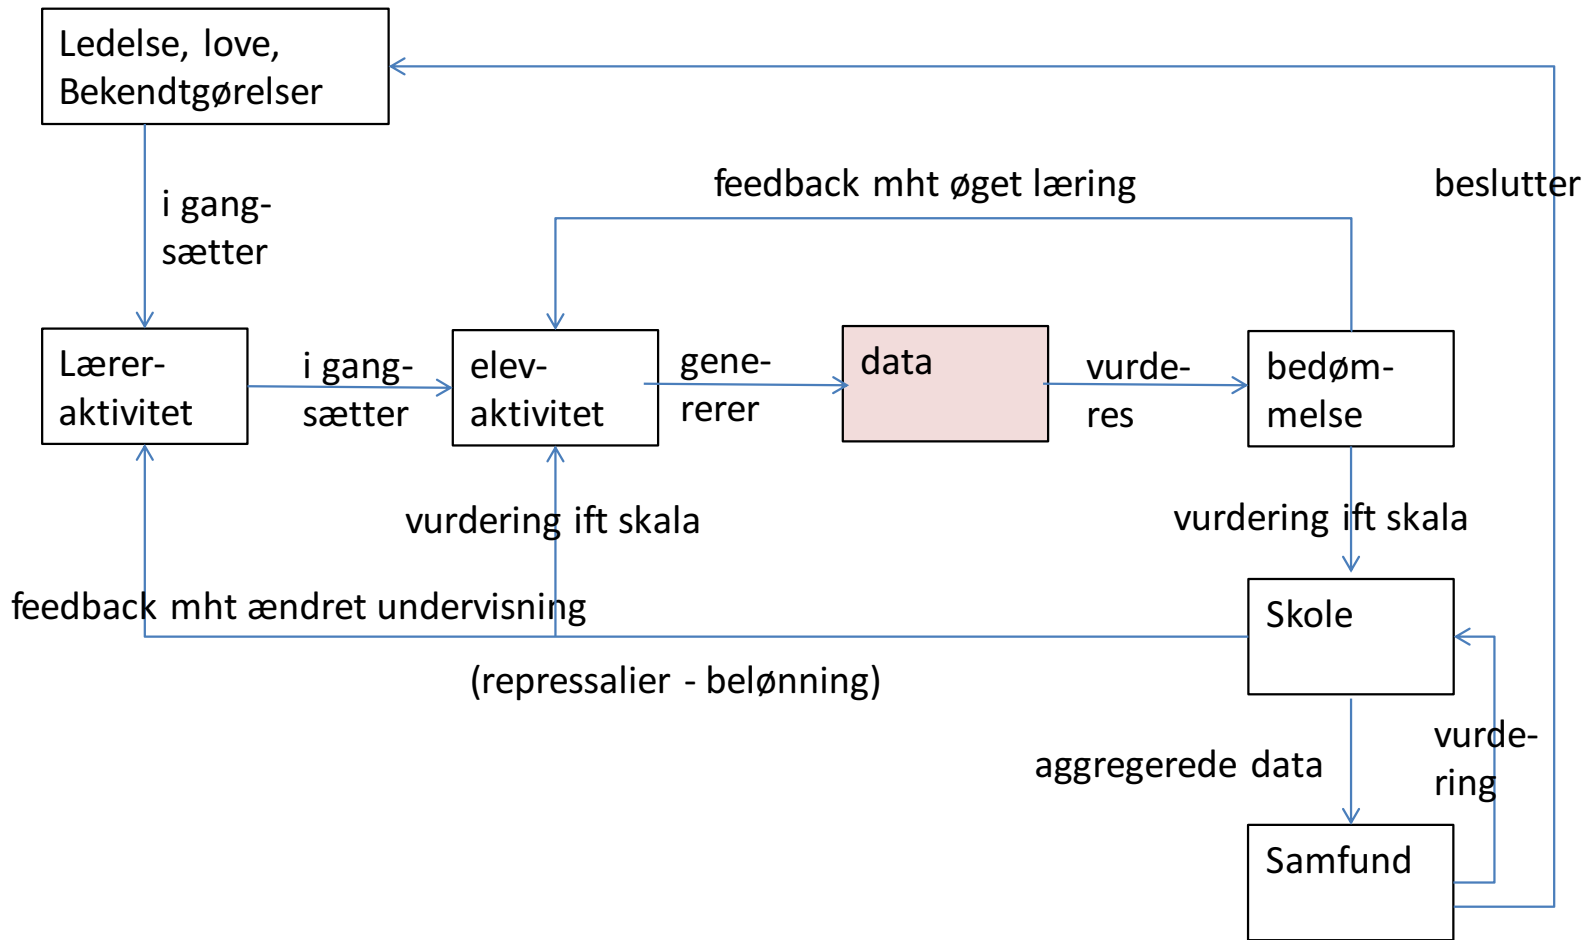 Ledelse, love,
Bekendtgørelser
feedback mht øget læring
beslutter
i gang-
sætter
Lærer-
aktivitet
i gang-
sætter
elev-
aktivitet
gene-
rerer
data
vurde-
res
bedøm-
melse
vurdering ift skala
vurdering ift skala
feedback mht ændret undervisning
Skole
(repressalier - belønning)
aggregerede data
vurde-
ring
Samfund